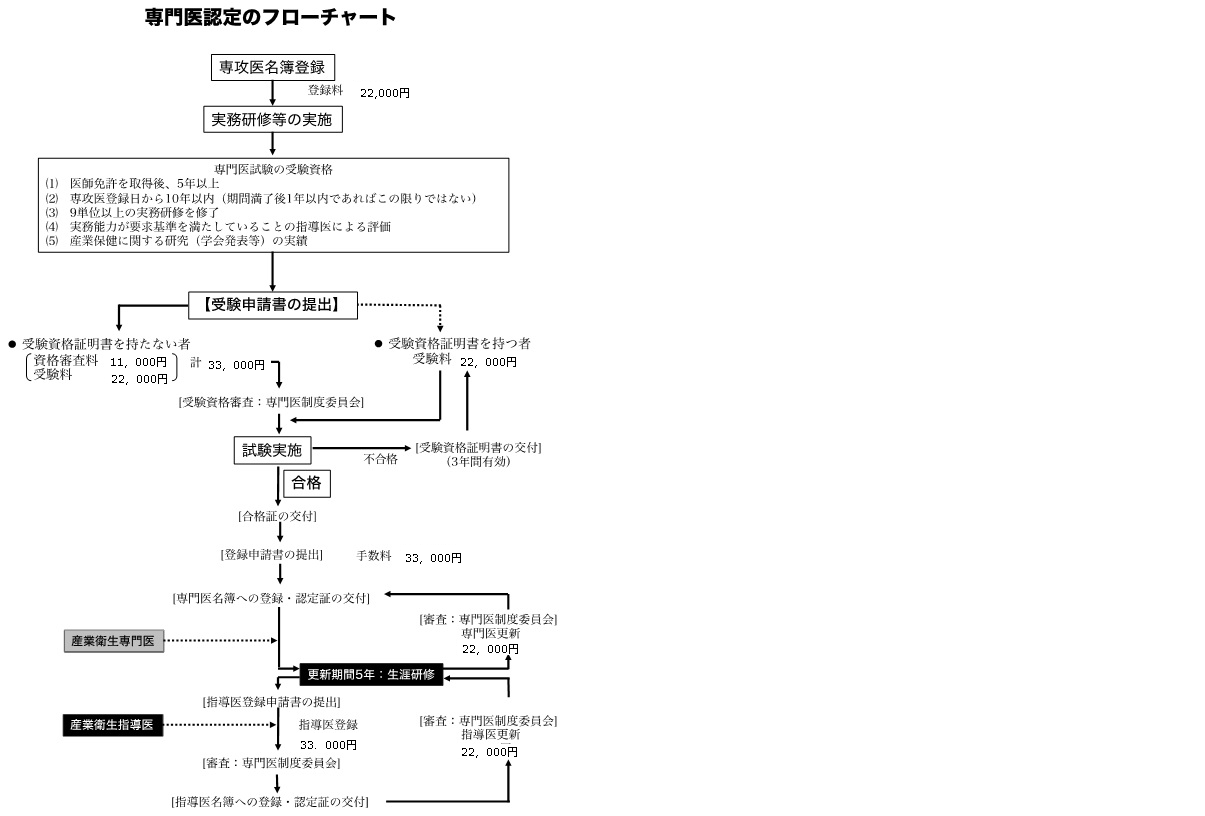 専門医認定のフローチャート
専攻医名簿登録
登録料 22,000円
実務研修等の実施
専門医試験の受験資格
⑴ 医師免許を取得後、5年以上
⑵ 専攻医登録日から10年以内（期間満了後1年以内であればこの限りではない）
⑶ 9単位以上の実務研修を修了
⑷ 実務能力が要求基準を満たしていることの指導医による評価
⑸ 産業保健に関する研究（学会発表等）の実績
【受験申請書の提出】
● 受験資格証明書を持たない者
資格審査料 11，000円
受験料 22，000円
計 33，000円
● 受験資格証明書を持つ者
受験料 22，000円
[受験資格審査：専門医制度委員会]
試験実施
不合格
[受験資格証明書の交付]
（3年間有効）
合格
[合格証の交付]
[登録申請書の提出] 手数料 33，000円
[専門医名簿への登録・認定証の交付]
[審査：専門医制度委員会]
専門医更新
22，000円
産業衛生専門医
更新期間5年：生涯研修
[指導医登録申請書の提出]
産業衛生指導医
指導医登録
33．000円
[審査：専門医制度委員会]
指導医更新
22，000円
[審査：専門医制度委員会]
[指導医名簿への登録・認定証の交付]